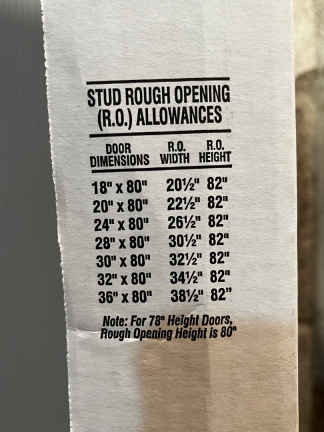 STUD ROUGH OPENING
(R.O.) ALLOWANCES
DOOR DIMENSIONS R.O. WIDTH R.O. HEIGHT
18" x 80" 20½" 82"
20" x 80" 22½" 82"
24" x 80" 26½" 82"
28" x 80" 30½" 82"
30" x 80" 32½" 82"
32" x 80" 34½" 82"
36" x 80" 38½" 82”
Note: For 78" Height Doors,
Rough Opening Height is 80"